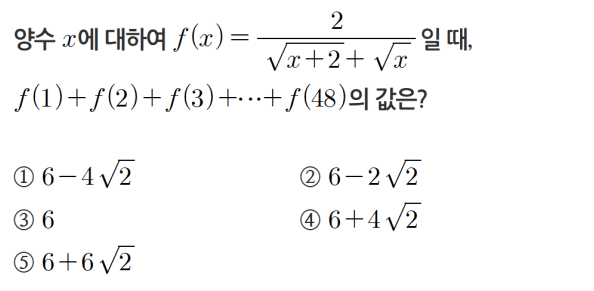 양수 x에 대하여 f(x) = 2/(√(x+2) + √x) 일 때,
f(1)+f(2)+f(3)+⋯+f(48)의 값은?
① 6−4√2 ② 6−2√2
③ 6 ④ 6+4√2
⑤ 6+6√2